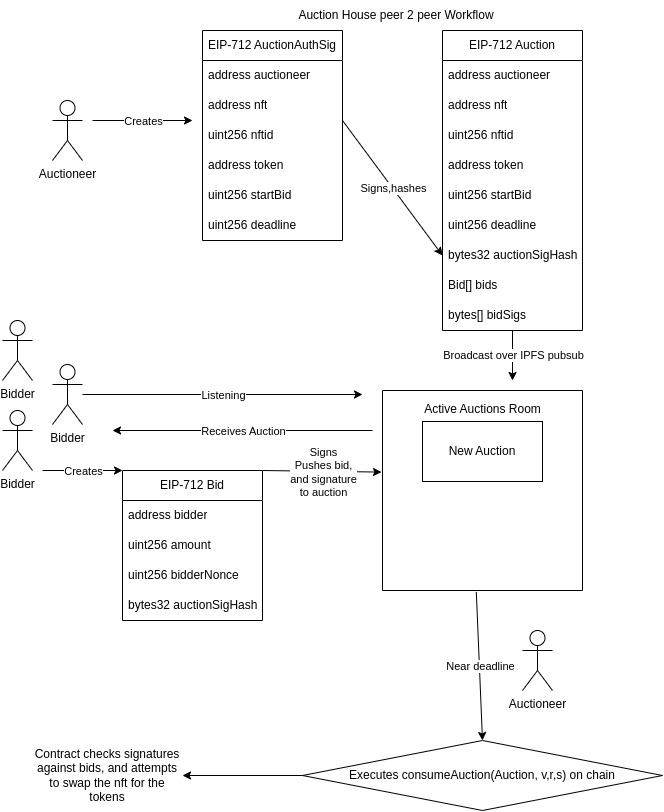 Auction House peer 2 peer Workflow
EIP-712 AuctionAuthSig
address auctioneer
address nft
uint256 nftid
address token
uint256 startBid
uint256 deadline
EIP-712 Auction
address auctioneer
address nft
uint256 nftid
address token
uint256 startBid
uint256 deadline
bytes32 auctionSigHash
Bid[] bids
bytes[] bidSigs
Creates
Auctioneer
Signs,hashes
Broadcast over IPFS pubsub
Bidder
Bidder
Bidder
Listening
Receives Auction
Creates
Active Auctions Room
New Auction
Signs
Pushes bid,
and signature
to auction
EIP-712 Bid
address bidder
uint256 amount
uint256 bidderNonce
bytes32 auctionSigHash
Near deadline
Auctioneer
Executes consumeAuction(Auction, v,r,s) on chain
Contract checks signatures
against bids, and attempts
to swap the nft for the
tokens